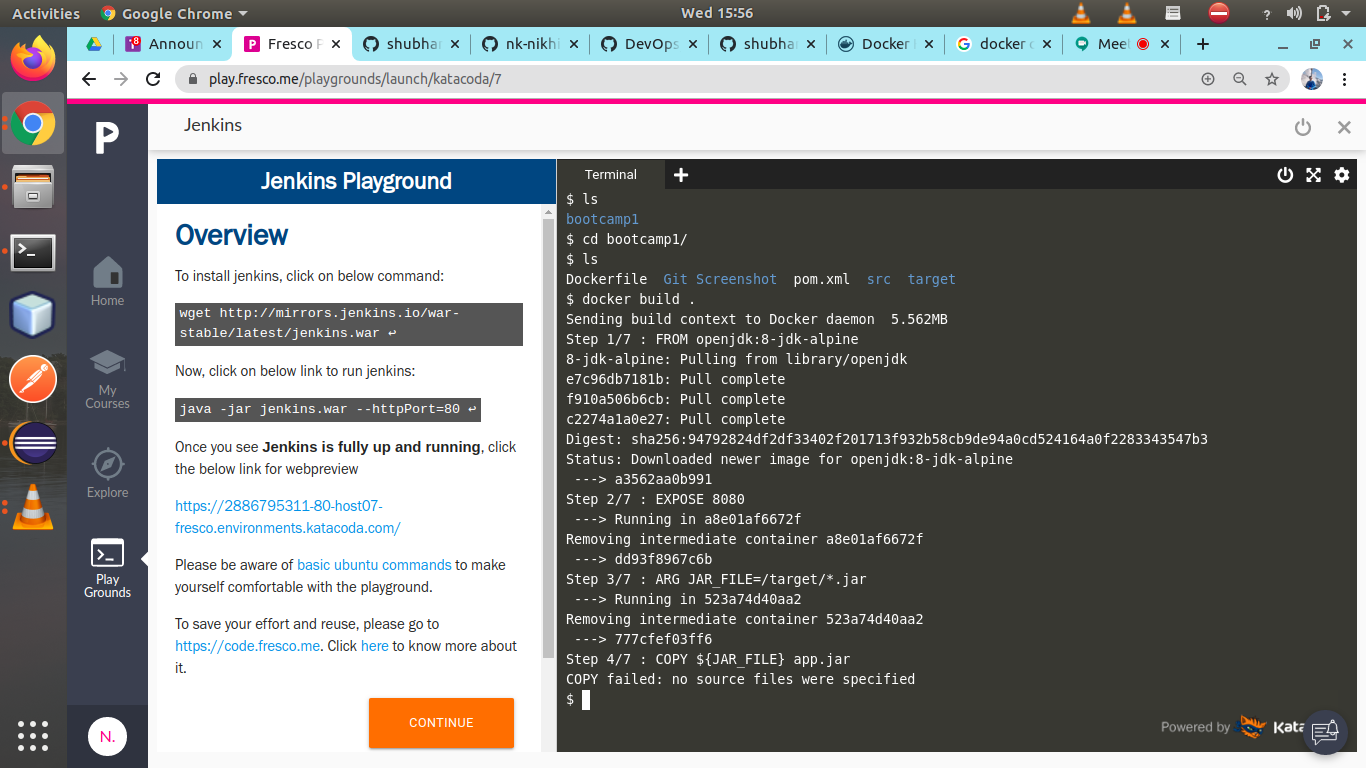 Activities
Google Chrome
Wed 15:56
?
Announ
Fresco P
shubhar
nk-nikhi
DevOps
shubhar
Docker
docker c
Meet
play.fresco.me/playgrounds/launch/katacoda/7
P
Home
My
Courses
Explore
Play
Grounds
N.
Jenkins
Jenkins Playground
Overview
To install jenkins, click on below command:
wget http://mirrors.jenkins.io/war-
stable/latest/jenkins.war ↩
Now, click on below link to run jenkins:
java -jar jenkins.war --httpPort=80 ↩
Once you see Jenkins is fully up and running, click
the below link for webpreview
https://2886795311-80-host07-
fresco.environments.katacoda.com/
Please be aware of basic ubuntu commands to make
yourself comfortable with the playground.
To save your effort and reuse, please go to
https://code.fresco.me. Click here to know more about
it.
CONTINUE
Terminal
$ ls
bootcamp1
$ cd bootcamp1/
$ ls
Dockerfile  Git Screenshot  pom.xml  src  target
$ docker build .
Sending build context to Docker daemon  5.562MB
Step 1/7 : FROM openjdk:8-jdk-alpine
8-jdk-alpine: Pulling from library/openjdk
e7c96db7181b: Pull complete
f910a506b6cb: Pull complete
c2274a1a0e27: Pull complete
Digest: sha256:94792824df2df33402f201713f932b58cb9de94a0cd524164a0f2283343547b3
Status: Downloaded newer image for openjdk:8-jdk-alpine
 ---> a3562aa0b991
Step 2/7 : EXPOSE 8080
 ---> Running in a8e01af6672f
Removing intermediate container a8e01af6672f
 ---> dd93f8967c6b
Step 3/7 : ARG JAR_FILE=/target/*.jar
 ---> Running in 523a74d40aa2
Removing intermediate container 523a74d40aa2
 ---> 777cfef03ff6
Step 4/7 : COPY ${JAR_FILE} app.jar
COPY failed: no source files were specified
$
Powered by Kata